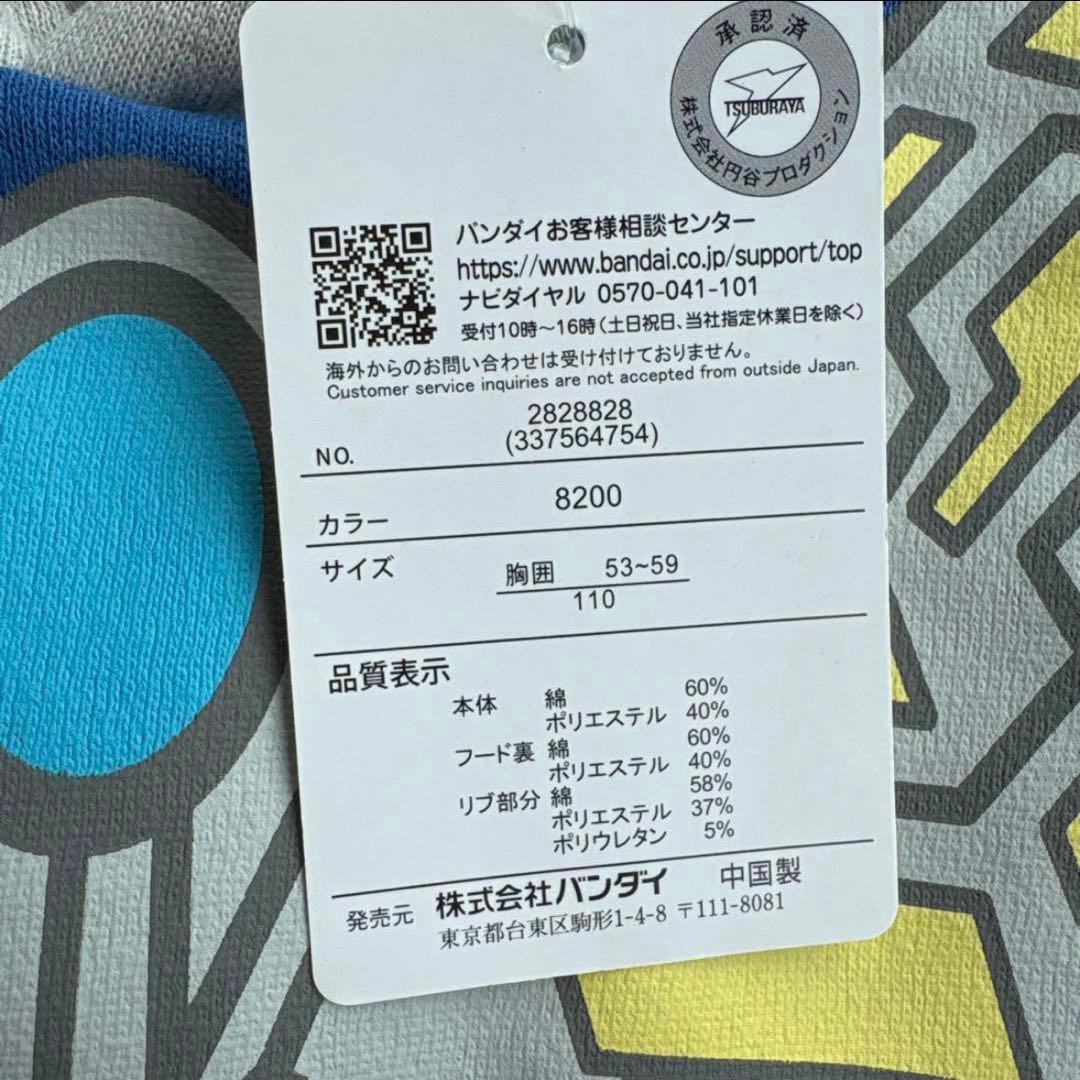 承認済
TSUBURAYA
株式会社円谷プロダクション
バンダイお客様相談センター
https://www.bandai.co.jp/support/top
ナビダイヤル 0570-041-101
受付10時〜16時(土日祝日、当社指定休業日を除く)
海外からのお問い合わせは受け付けておりません。
Customer service inquiries are not accepted from outside Japan.
2828828
NO. (337564754)
カラー 8200
サイズ 胸囲 53~59
110
品質表示
本体 綿 60%
ポリエステル 40%
フード裏 綿 60%
ポリエステル 40%
リブ部分 綿 58%
ポリエステル 37%
ポリウレタン 5%
発売元 株式会社バンダイ 中国製
東京都台東区駒形1-4-8 〒111-8081